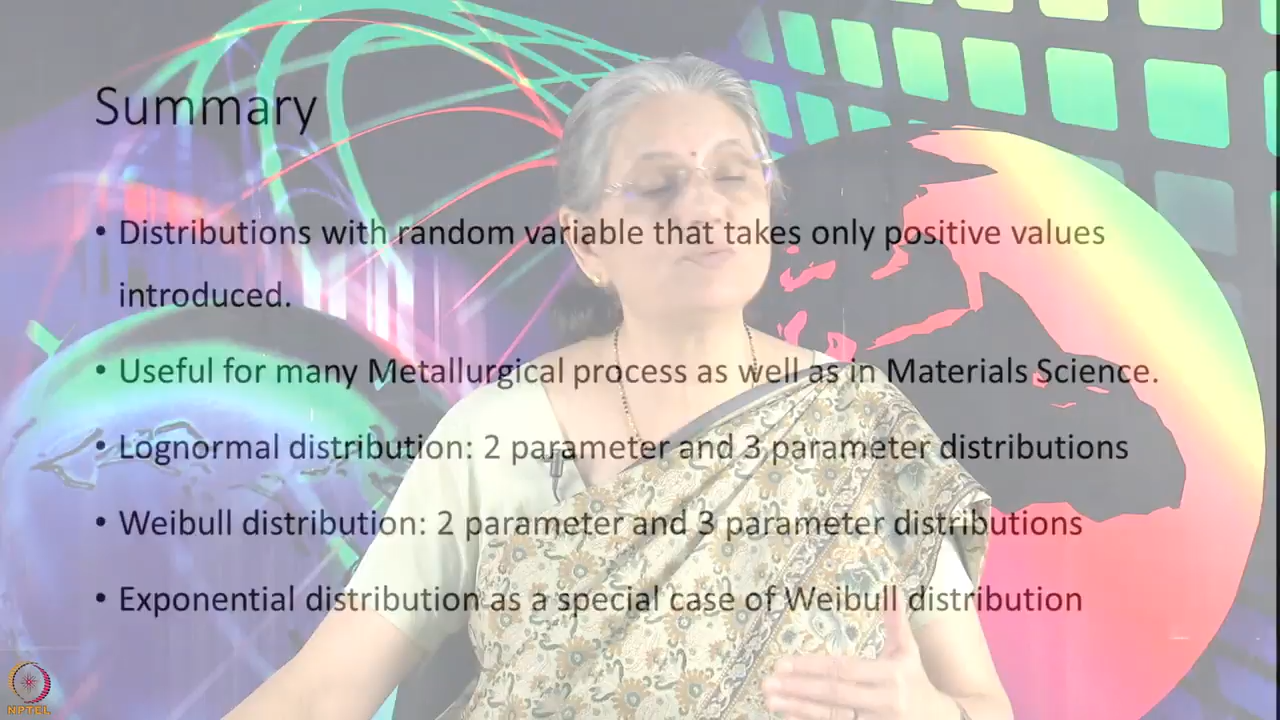 Summary
• Distributions with random variable that takes only positive values
introduced.
• Useful for many Metallurgical process as well as in Materials Science.
• Lognormal distribution: 2 parameter and 3 parameter distributions
• Weibull distribution: 2 parameter and 3 parameter distributions
• Exponential distribution as a special case of Weibull distribution
NPTEL